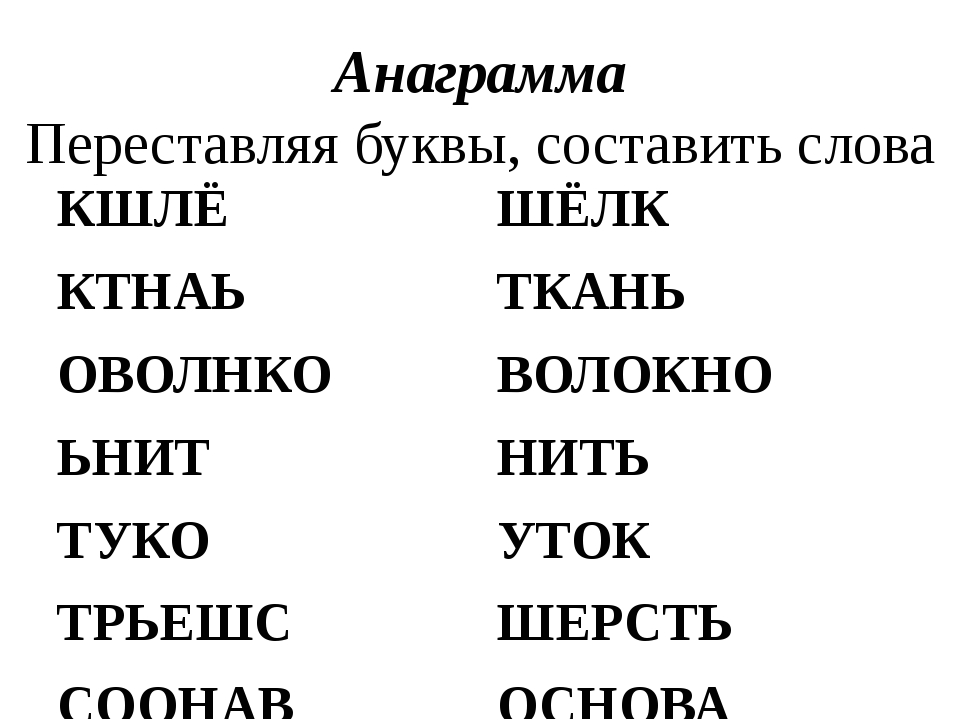 Анаграмма
Переставляя буквы, составить слова
КШЛЁ ШЁЛК
КТНАЬ ТКАНЬ
ОВОЛНКО ВОЛОКНО
ЬНИТ НИТЬ
ТУКО УТОК
ТРЬЕШС ШЕРСТЬ
СООНАВ ОСНОВА